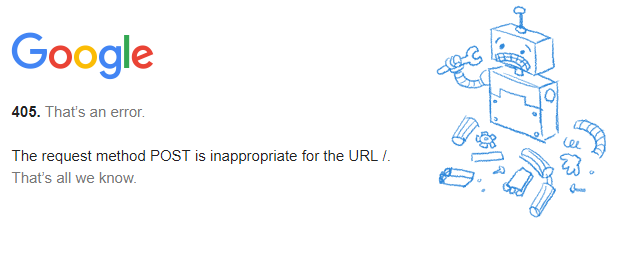 Google
405. That’s an error.
The request method POST is inappropriate for the URL /.
That’s all we know.